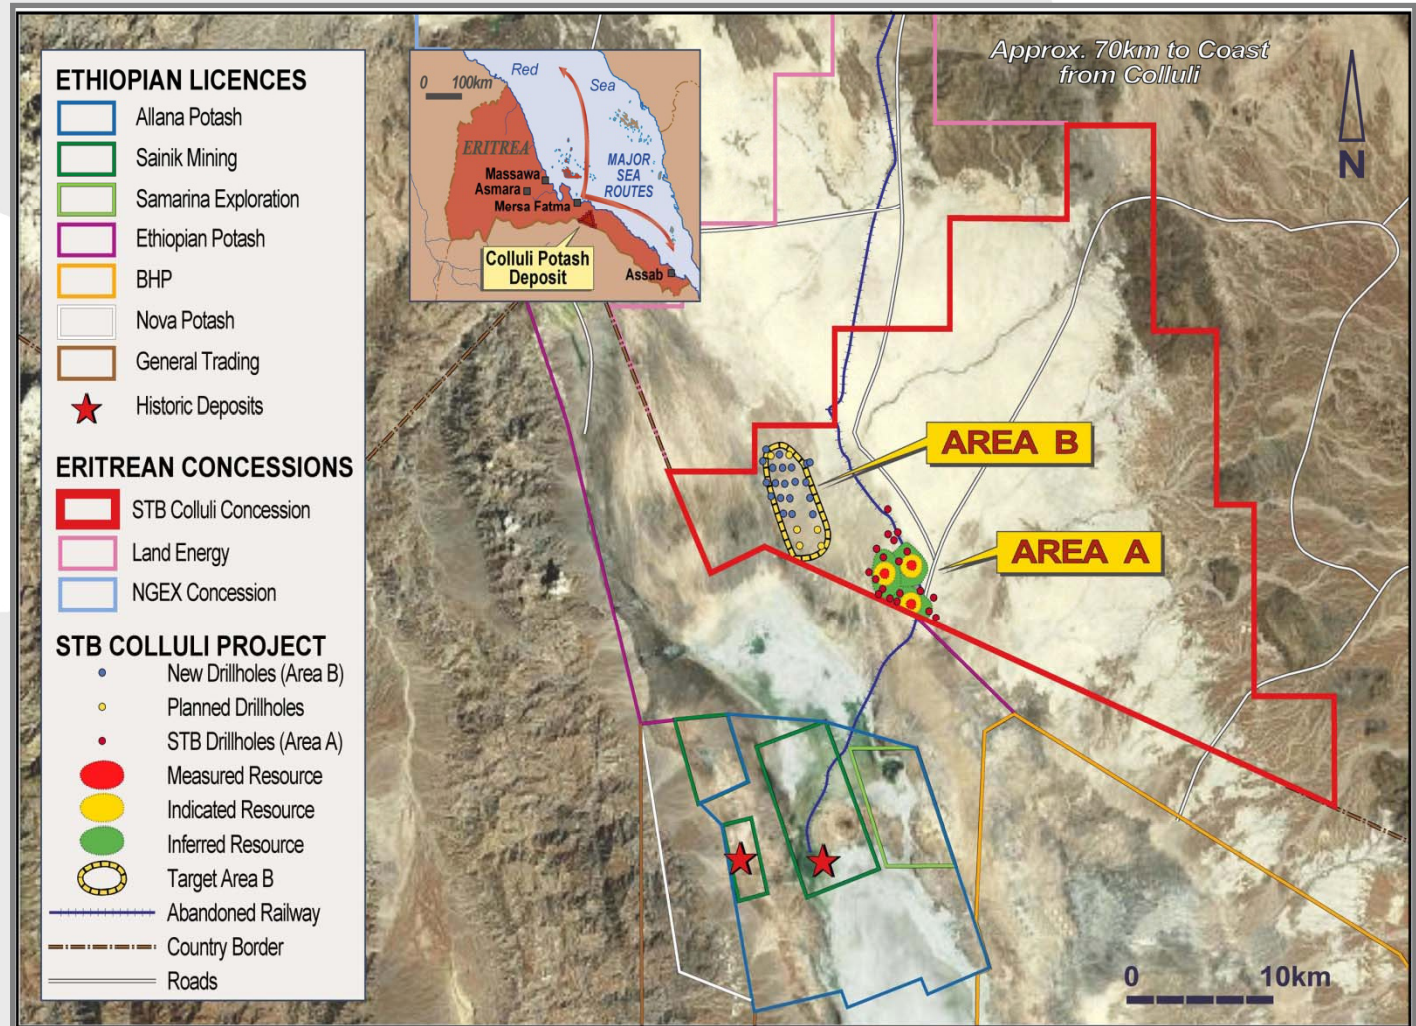 ETHIOPIAN LICENCES
Allana Potash
Sainik Mining
Samarina Exploration
Ethiopian Potash
BHP
Nova Potash
General Trading
Historic Deposits
ERITREAN CONCESSIONS
STB Colluli Concession
Land Energy
NGEX Concession
STB COLLULI PROJECT
New Drillholes (Area B)
Planned Drillholes
STB Drillholes (Area A)
Measured Resource
Indicated Resource
Inferred Resource
Target Area B
Abandoned Railway
Country Border
Roads
0 100km
Red
Sea
ERITREA
MAJOR
SEA
ROUTES
Massawa
Asmara
Mersa Fatma
Colluli Potash
Deposit
Assab
Approx. 70km to Coast
from Colluli
N
AREA B
AREA A
0 10km